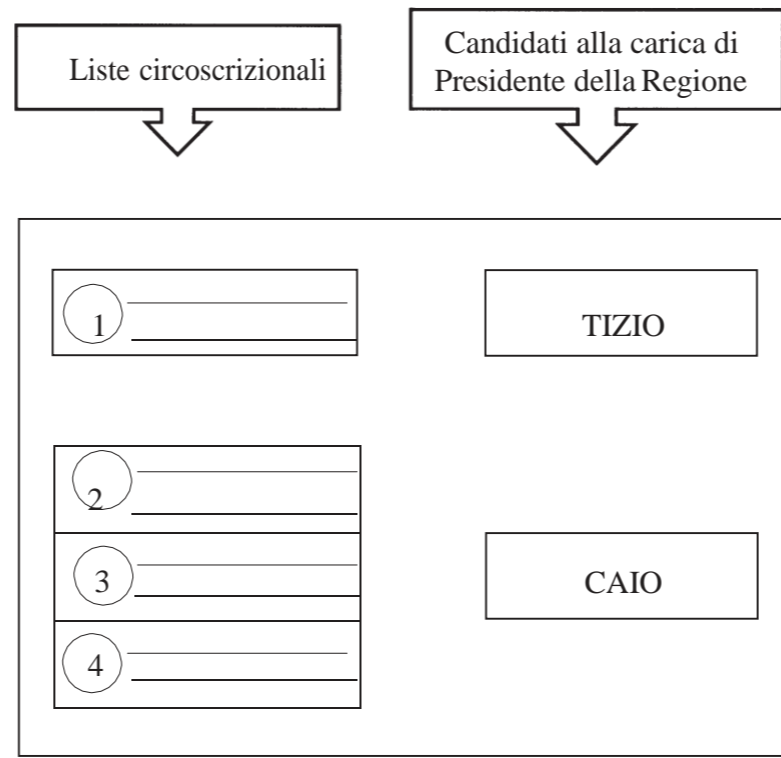 Liste circoscrizionali
Candidati alla carica di
Presidente della Regione
1
TIZIO
2
3
CAIO
4